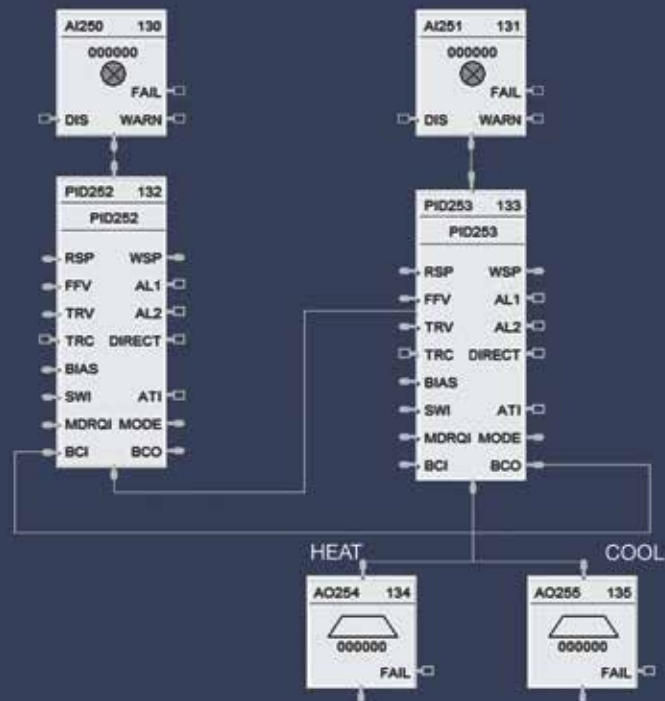 AI250 130
000000
FAIL
DIS WARN
AI251 131
000000
FAIL
DIS WARN
PID252 132
PID252
RSP WSP
FFV AL1
TRV AL2
TRC DIRECT
BIAS
SWI ATI
MDRQI MODE
BCI BCO
PID253 133
PID253
RSP WSP
FFV AL1
TRV AL2
TRC DIRECT
BIAS
SWI ATI
MDRQI MODE
BCI BCO
HEAT COOL
AO254 134
000000
FAIL
AO255 135
000000
FAIL